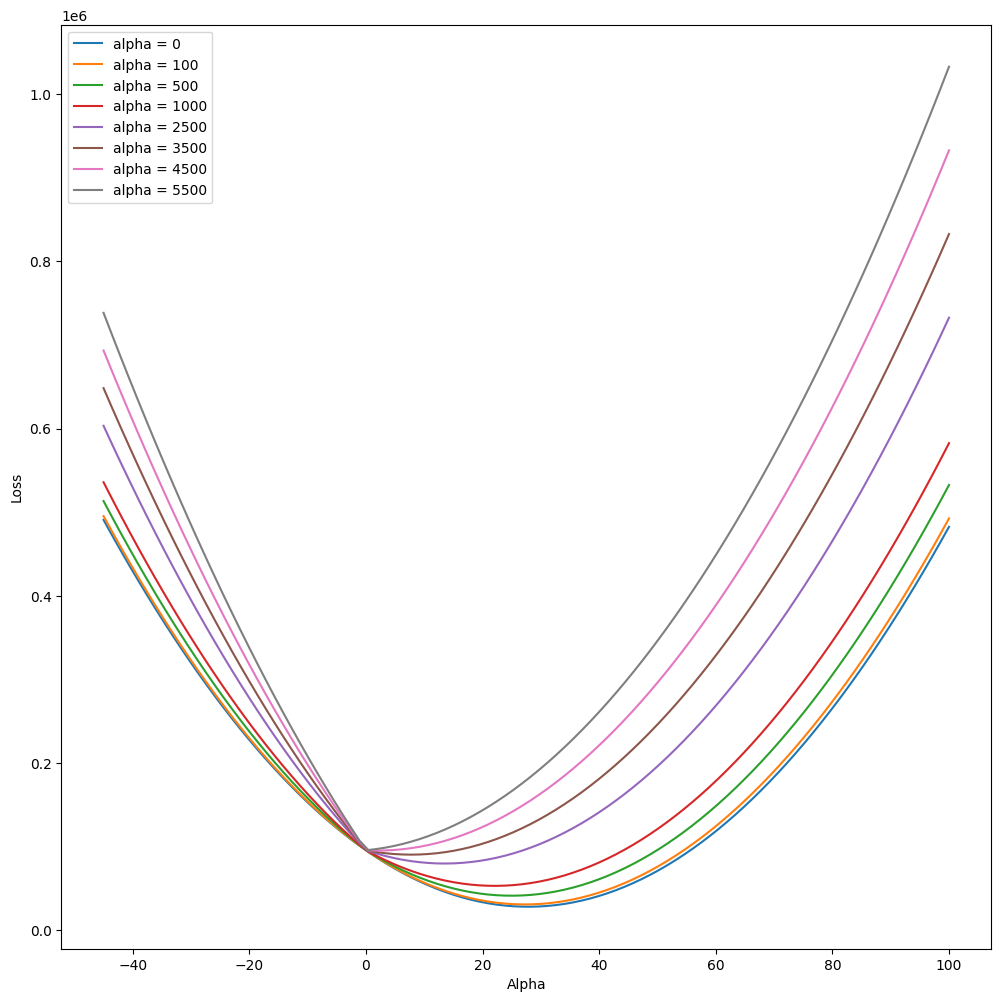 1e6
alpha = 0
alpha = 100
alpha = 500
alpha = 1000
alpha = 2500
alpha = 3500
alpha = 4500
alpha = 5500
1.0
0.8
0.6
0.4
0.2
0.0
Loss
−40
−20
0
20
40
60
80
100
Alpha